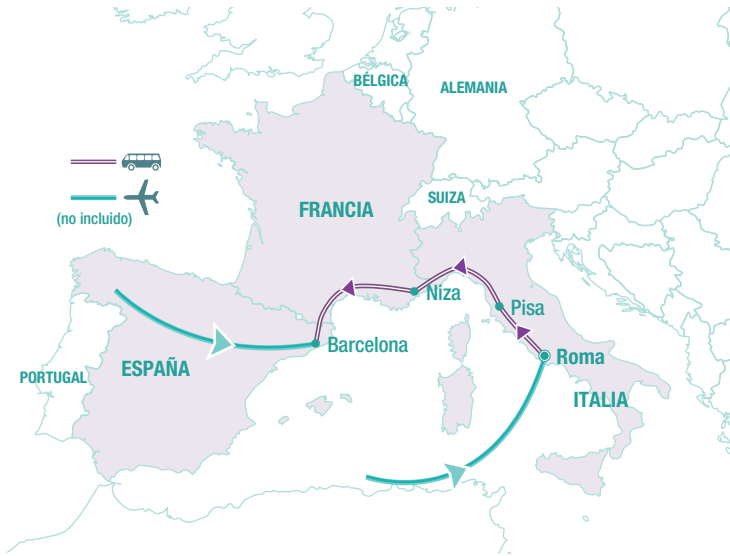 BÉLGICA
ALEMANIA
(no incluido)
FRANCIA
SUIZA
Niza
Pisa
Barcelona
Roma
ESPAÑA
PORTUGAL
ITALIA